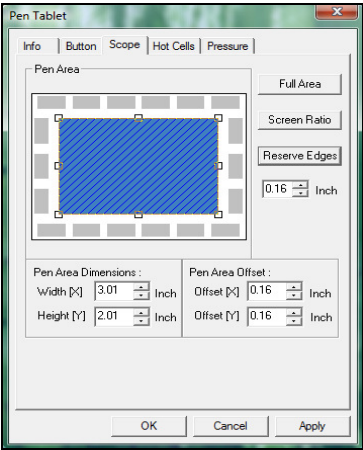 Pen Tablet
Info Button Scope Hot Cells Pressure
Pen Area
Full Area
Screen Ratio
Reserve Edges
0.16 Inch
Pen Area Dimensions :
Width [X] 3.01 Inch
Height [Y] 2.01 Inch
Pen Area Offset :
Offset [X] 0.16 Inch
Offset [Y] 0.16 Inch
OK Cancel Apply